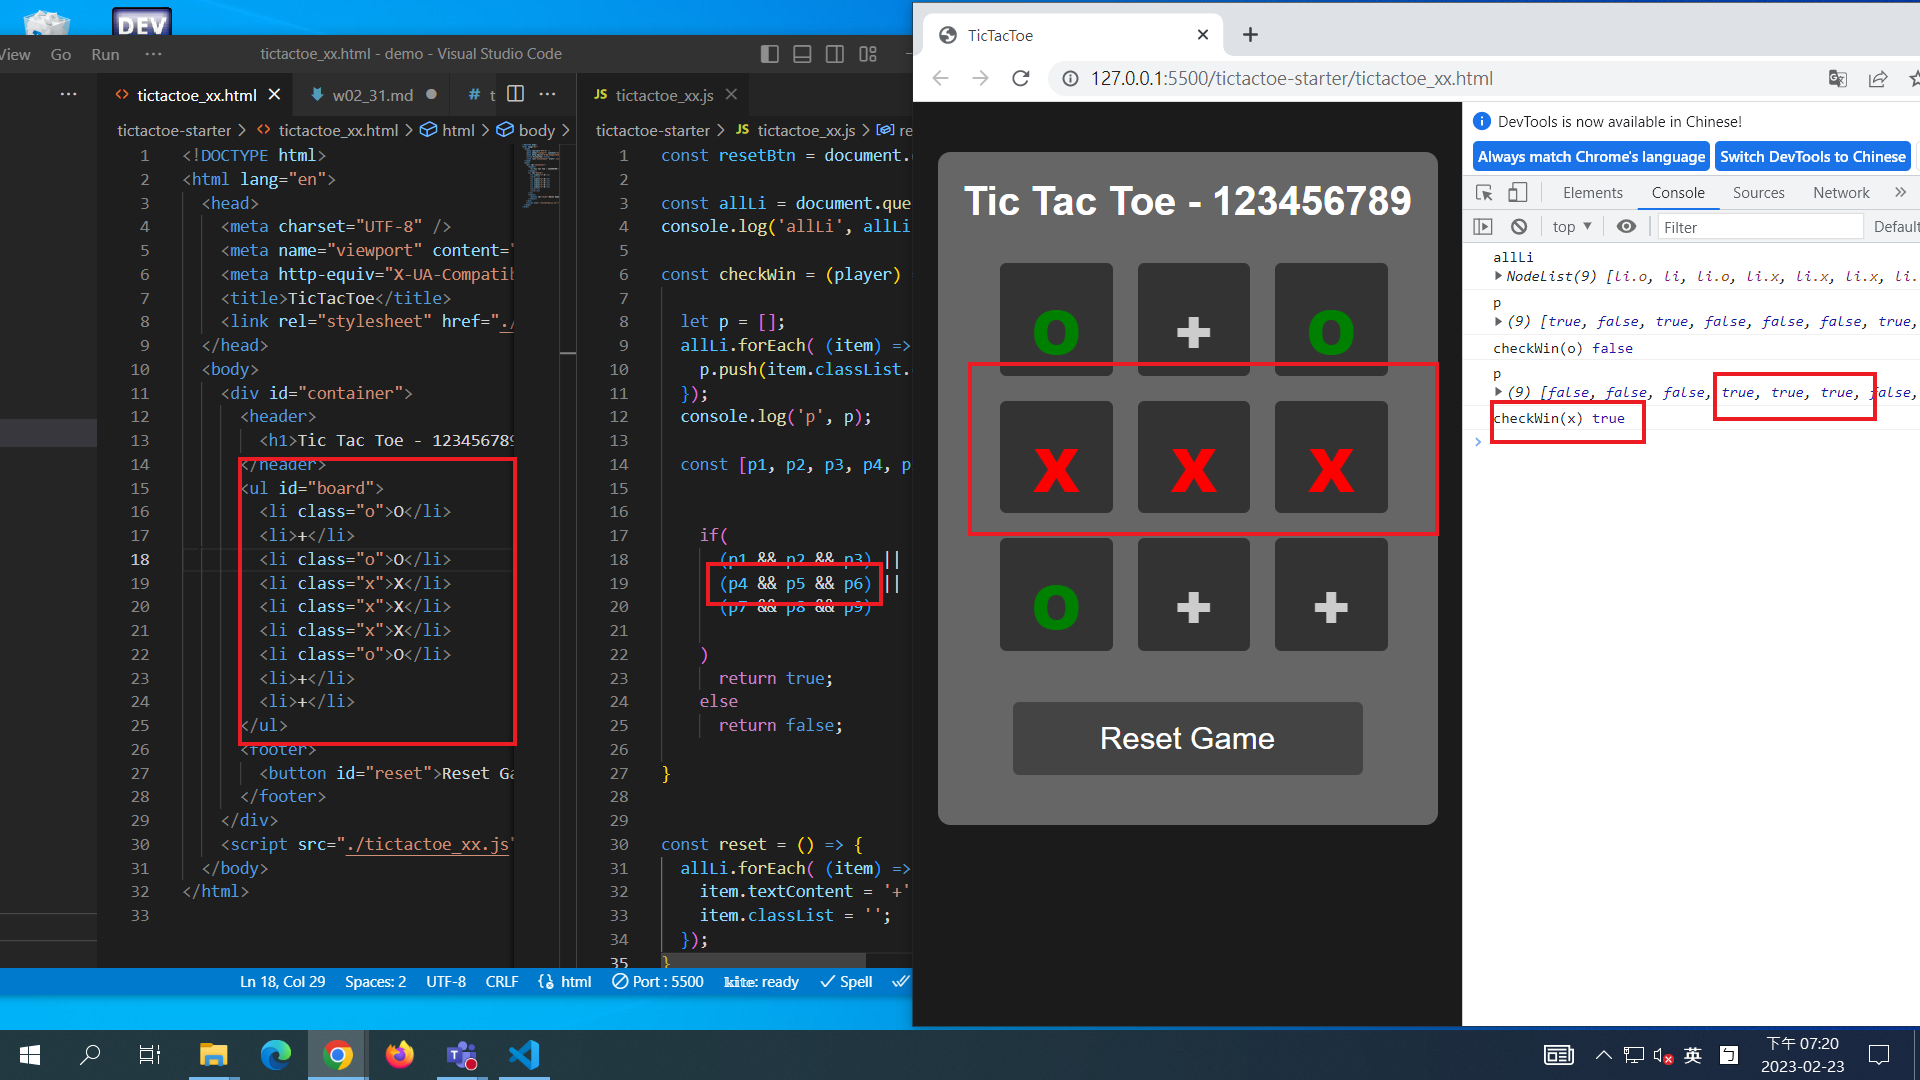 DEV
View Go Run ···
tictactoe_xx.html - demo - Visual Studio Code
tictactoe_xx.html
w02_31.md
# t
tictactoe-starter > tictactoe_xx.html > html > body >
1 <!DOCTYPE html>
2 <html lang="en">
3 <head>
4 <meta charset="UTF-8" />
5 <meta name="viewport" content="
6 <meta http-equiv="X-UA-Compatib
7 <title>TicTacToe</title>
8 <link rel="stylesheet" href="./
9 </head>
10 <body>
11 <div id="container">
12 <header>
13 <h1>Tic Tac Toe - 123456789
14 </header>
15 <ul id="board">
16 <li class="o">O</li>
17 <li>+</li>
18 <li class="o">O</li>
19 <li class="x">X</li>
20 <li class="x">X</li>
21 <li class="x">X</li>
22 <li class="o">O</li>
23 <li>+</li>
24 <li>+</li>
25 </ul>
26 <footer>
27 <button id="reset">Reset Ga
28 </footer>
29 </div>
30 <script src="./tictactoe_xx.js"
31 </body>
32 </html>
33
JS tictactoe_xx.js
tictactoe-starter > JS tictactoe_xx.js > re
1 const resetBtn = document.
2
3 const allLi = document.que
4 console.log('allLi', allLi
5
6 const checkWin = (player) =
7
8 let p = [];
9 allLi.forEach( (item) =>
10 p.push(item.classList.
11 });
12 console.log('p', p);
13
14 const [p1, p2, p3, p4, p
15
16
17 if(
18 (p1 && p2 && p3) ||
19 (p4 && p5 && p6) ||
20 (p7 && p8 && p9)
21
22 )
23 return true;
24 else
25 return false;
26
27 }
28
29
30 const reset = () => {
31 allLi.forEach( (item) =>
32 item.textContent = '+'
33 item.classList = '';
34 });
35 }
Ln 18, Col 29 Spaces: 2 UTF-8 CRLF html Port : 5500 kite: ready Spell
TicTacToe
127.0.0.1:5500/tictactoe-starter/tictactoe_xx.html
Tic Tac Toe - 123456789
O + O
X X X
O + +
Reset Game
DevTools is now available in Chinese!
Always match Chrome's language
Switch DevTools to Chinese
Elements Console Sources Network »
top
Filter
Default
allLi
NodeList(9) [li.o, li, li.o, li.x, li.x, li.x, li.
p
(9) [true, false, true, false, false, false, true,
checkWin(o) false
p
(9) [false, false, false, true, true, true, false,
checkWin(x) true
英
ㄅ
下午 07:20
2023-02-23